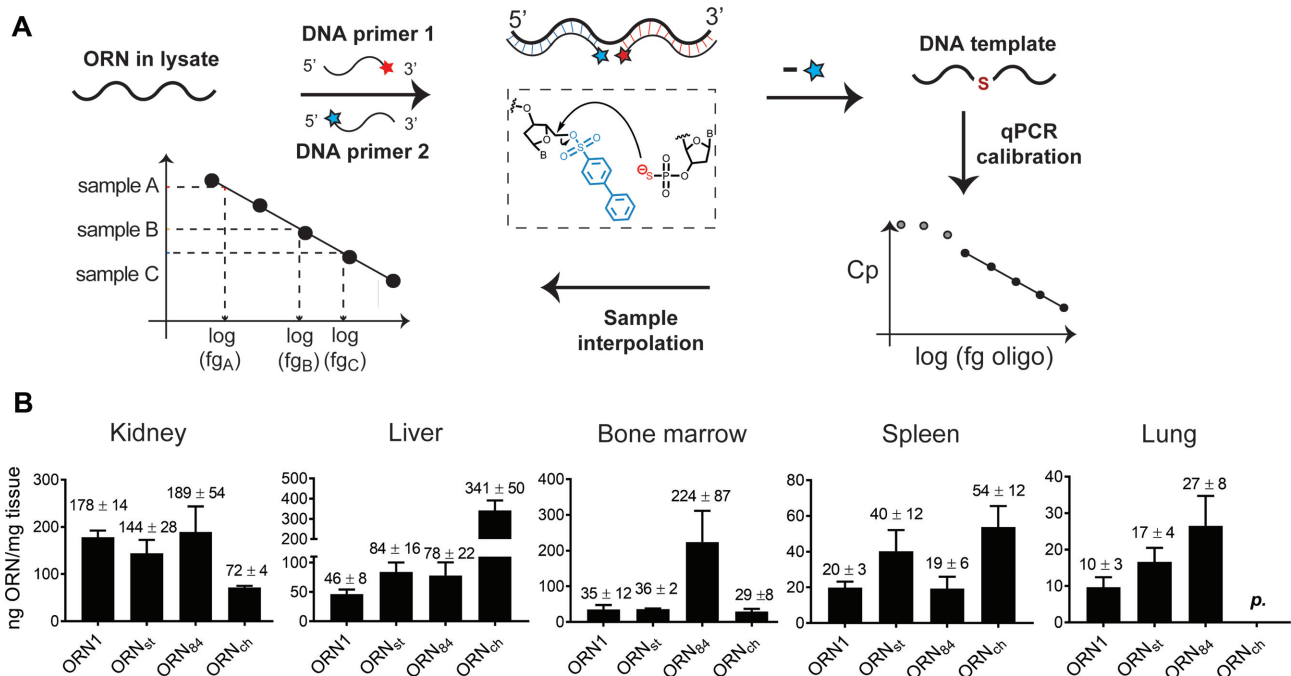 A
ORN in lysate
DNA primer 1
5’ 3’
5’ 3’
DNA primer 2
5’ 3’
O
O
B
O
S
O
O
B
O
O
P
S
O
⊖
DNA template
S
qPCR
calibration
Cp
log (fg oligo)
Sample
interpolation
sample A
sample B
sample C
log log log
(fgA) (fgB) (fgC)
B
Kidney Liver Bone marrow Spleen Lung
ng ORN/mg tissue
300
200
100
0
178 ± 14
144 ± 28
189 ± 54
72 ± 4
ORN1 ORNst ORN84 ORNch
500
400
300
200
100
50
0
46 ± 8
84 ± 16
78 ± 22
341 ± 50
ORN1 ORNst ORN84 ORNch
400
300
200
100
0
35 ± 12
36 ± 2
224 ± 87
29 ±8
ORN1 ORNst ORN84 ORNch
80
60
40
20
0
20 ± 3
40 ± 12
19 ± 6
54 ± 12
ORN1 ORNst ORN84 ORNch
40
30
20
10
0
10 ± 3
17 ± 4
27 ± 8
p.
ORN1 ORNst ORN84 ORNch